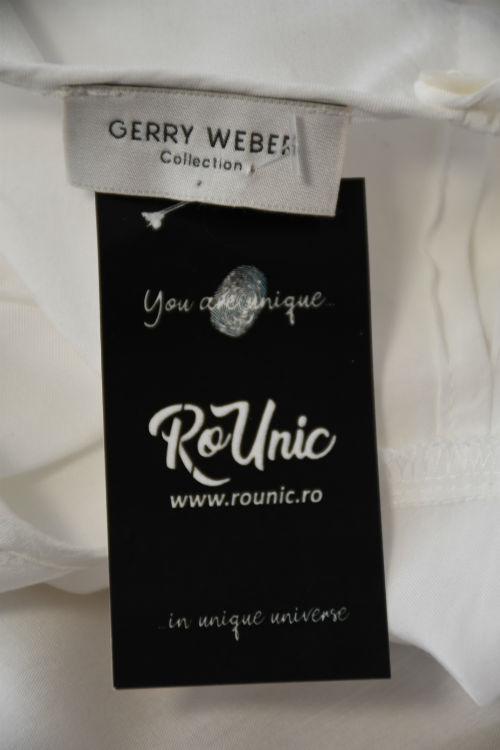 GERRY WEBER
Collection
You are unique...
RoUnic
www.rounic.ro
...in unique universe